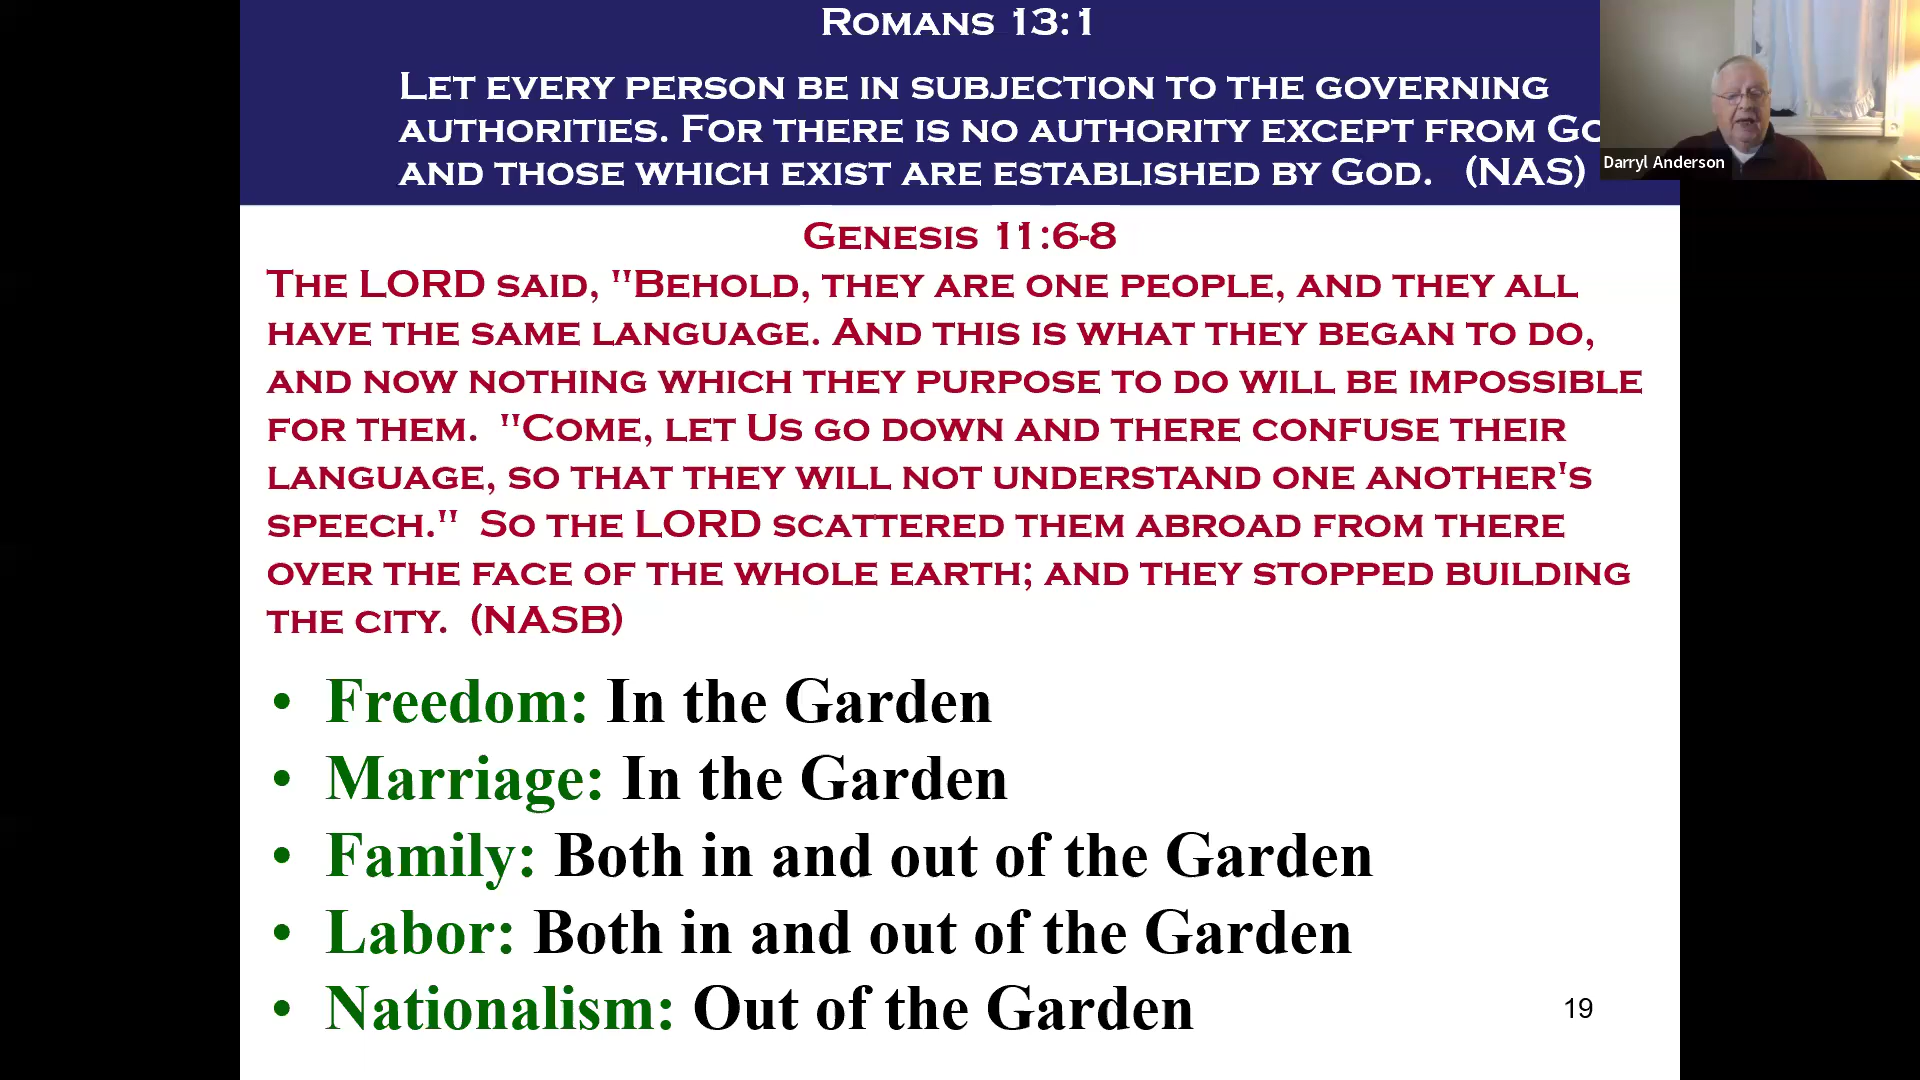 Romans 13:1
Let every person be in subjection to the governing
authorities. For there is no authority except from
and those which exist are established by God. (NAS)
Darryl Anderson
Genesis 11:6-8
The LORD said, "Behold, they are one people, and they all
have the same language. And this is what they began to do,
and now nothing which they purpose to do will be impossible
for them. "Come, let Us go down and there confuse their
language, so that they will not understand one another's
speech." So the LORD scattered them abroad from there
over the face of the whole earth; and they stopped building
the city. (NASB)
• Freedom: In the Garden
• Marriage: In the Garden
• Family: Both in and out of the Garden
• Labor: Both in and out of the Garden
• Nationalism: Out of the Garden
19